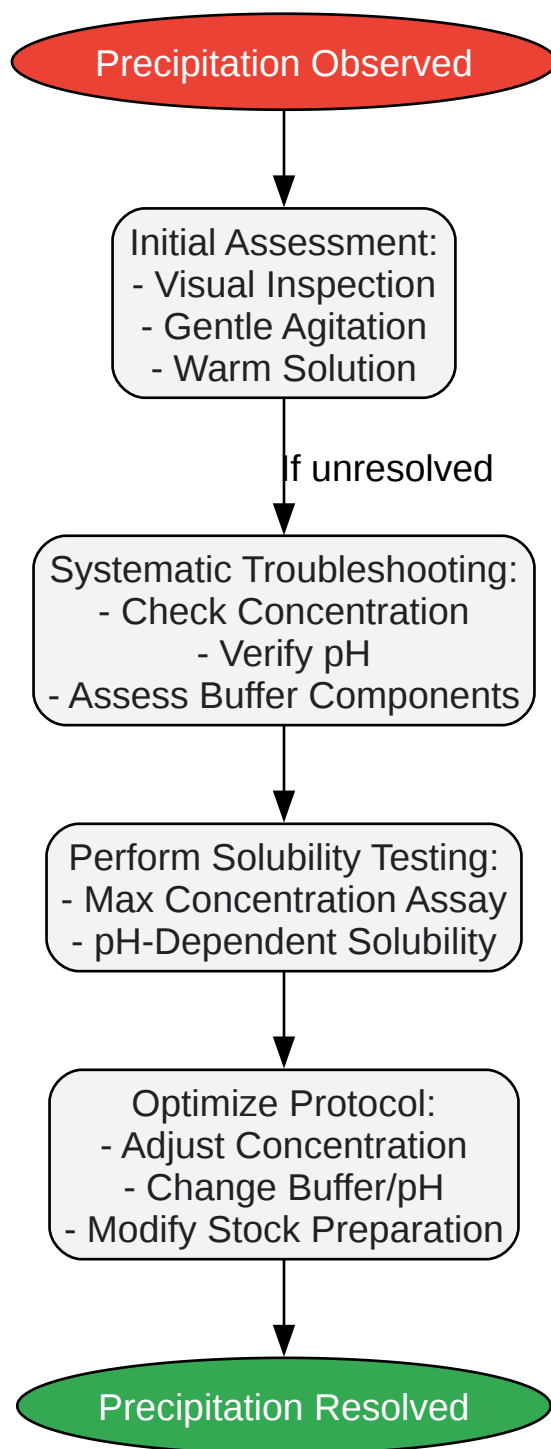 Precipitation Observed
Initial Assessment:
- Visual Inspection
- Gentle Agitation
- Warm Solution
If unresolved
Systematic Troubleshooting:
- Check Concentration
- Verify pH
- Assess Buffer Components
Perform Solubility Testing:
- Max Concentration Assay
- pH-Dependent Solubility
Optimize Protocol:
- Adjust Concentration
- Change Buffer/pH
- Modify Stock Preparation
Precipitation Resolved